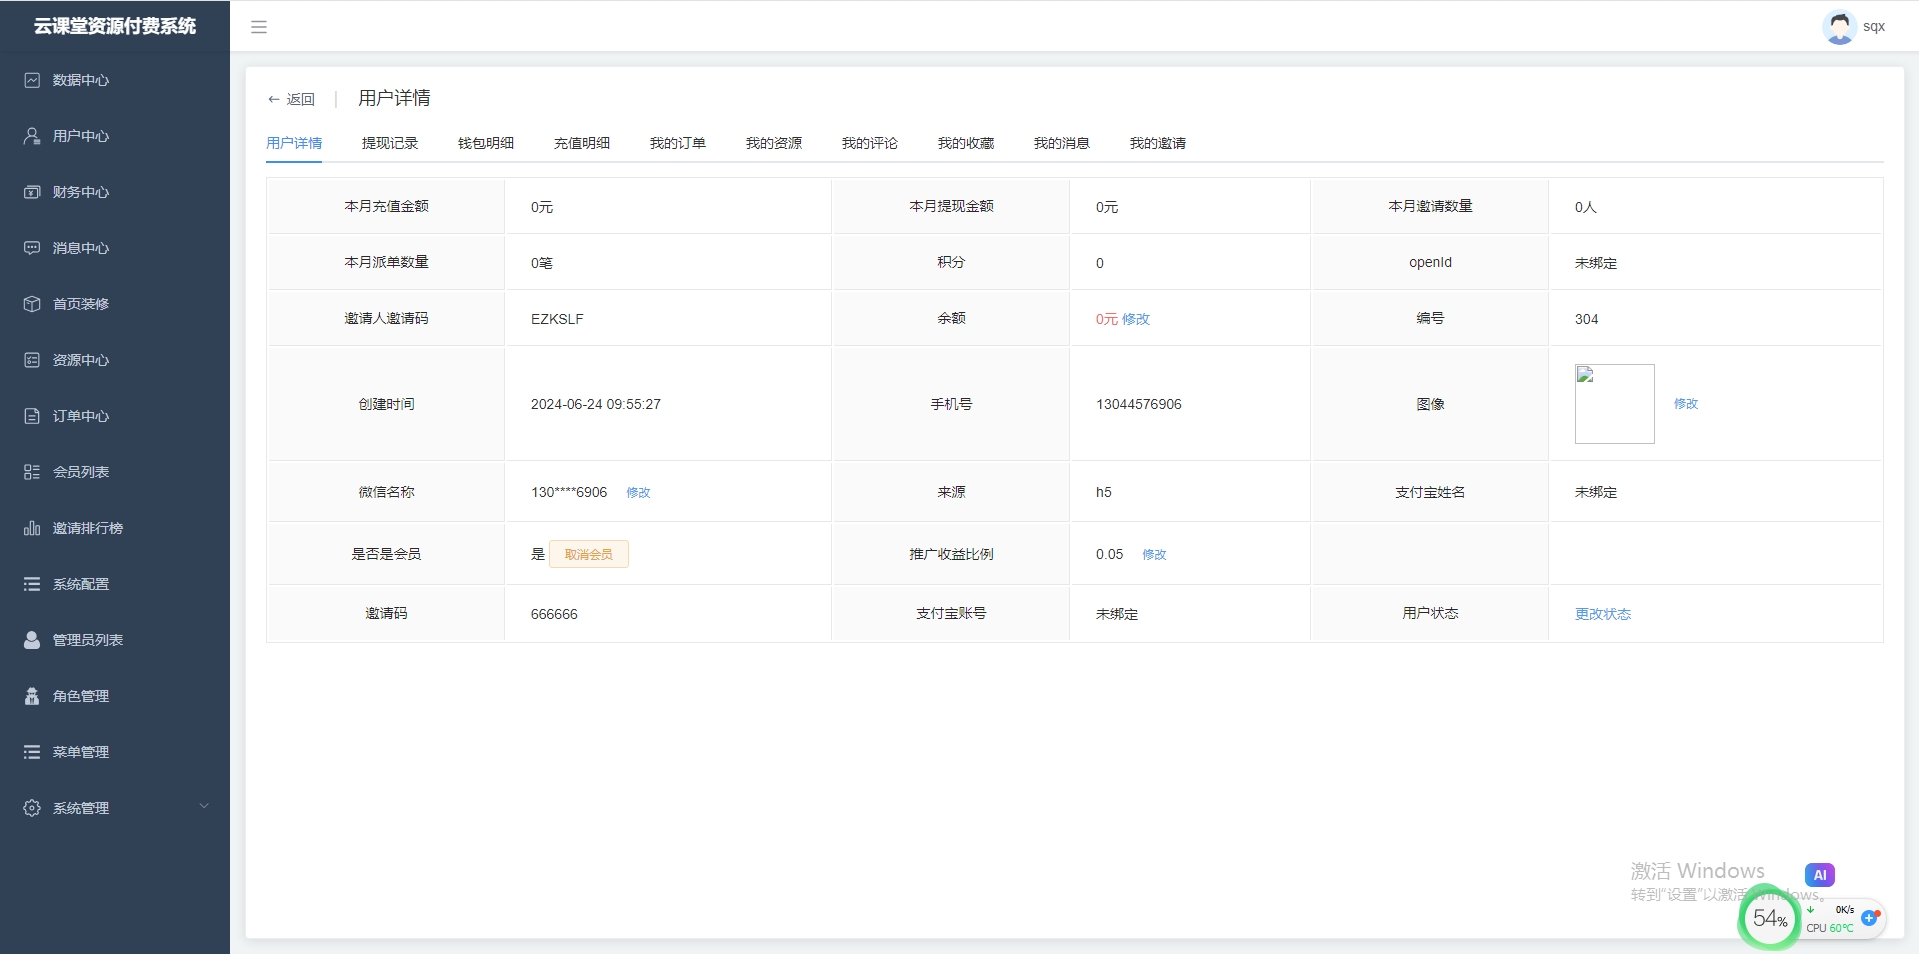 云课堂资源付费系统
sqx
数据中心
用户中心
财务中心
消息中心
首页装修
资源中心
订单中心
会员列表
邀请排行榜
系统配置
管理员列表
角色管理
菜单管理
系统管理
返回 用户详情
用户详情 提现记录 钱包明细 充值明细 我的订单 我的资源 我的评论 我的收藏 我的消息 我的邀请
本月充值金额 0元 本月提现金额 0元 本月邀请数量 0人
本月派单数量 0笔 积分 0 openId 未绑定
邀请人邀请码 EZKSLF 余额 0元 修改 编号 304
创建时间 2024-06-24 09:55:27 手机号 13044576906 图像 修改
微信名称 130****6906 修改 来源 h5 支付宝姓名 未绑定
是否是会员 是 取消会员 推广收益比例 0.05 修改
邀请码 666666 支付宝账号 未绑定 用户状态 更改状态
激活 Windows
转到"设置"以激活 Windows。
AI
54%
0K/s
CPU 60℃